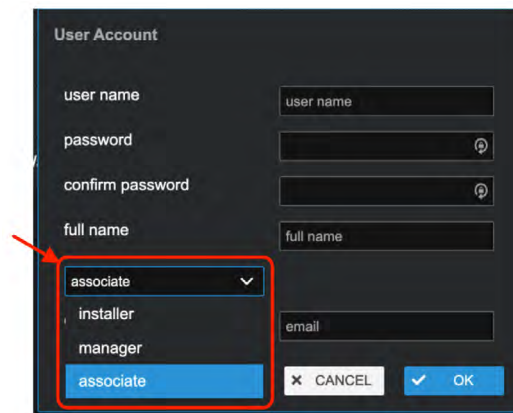 User Account
user name
user name
password
confirm password
full name
full name
associate
installer
email
manager
associate
CANCEL
OK